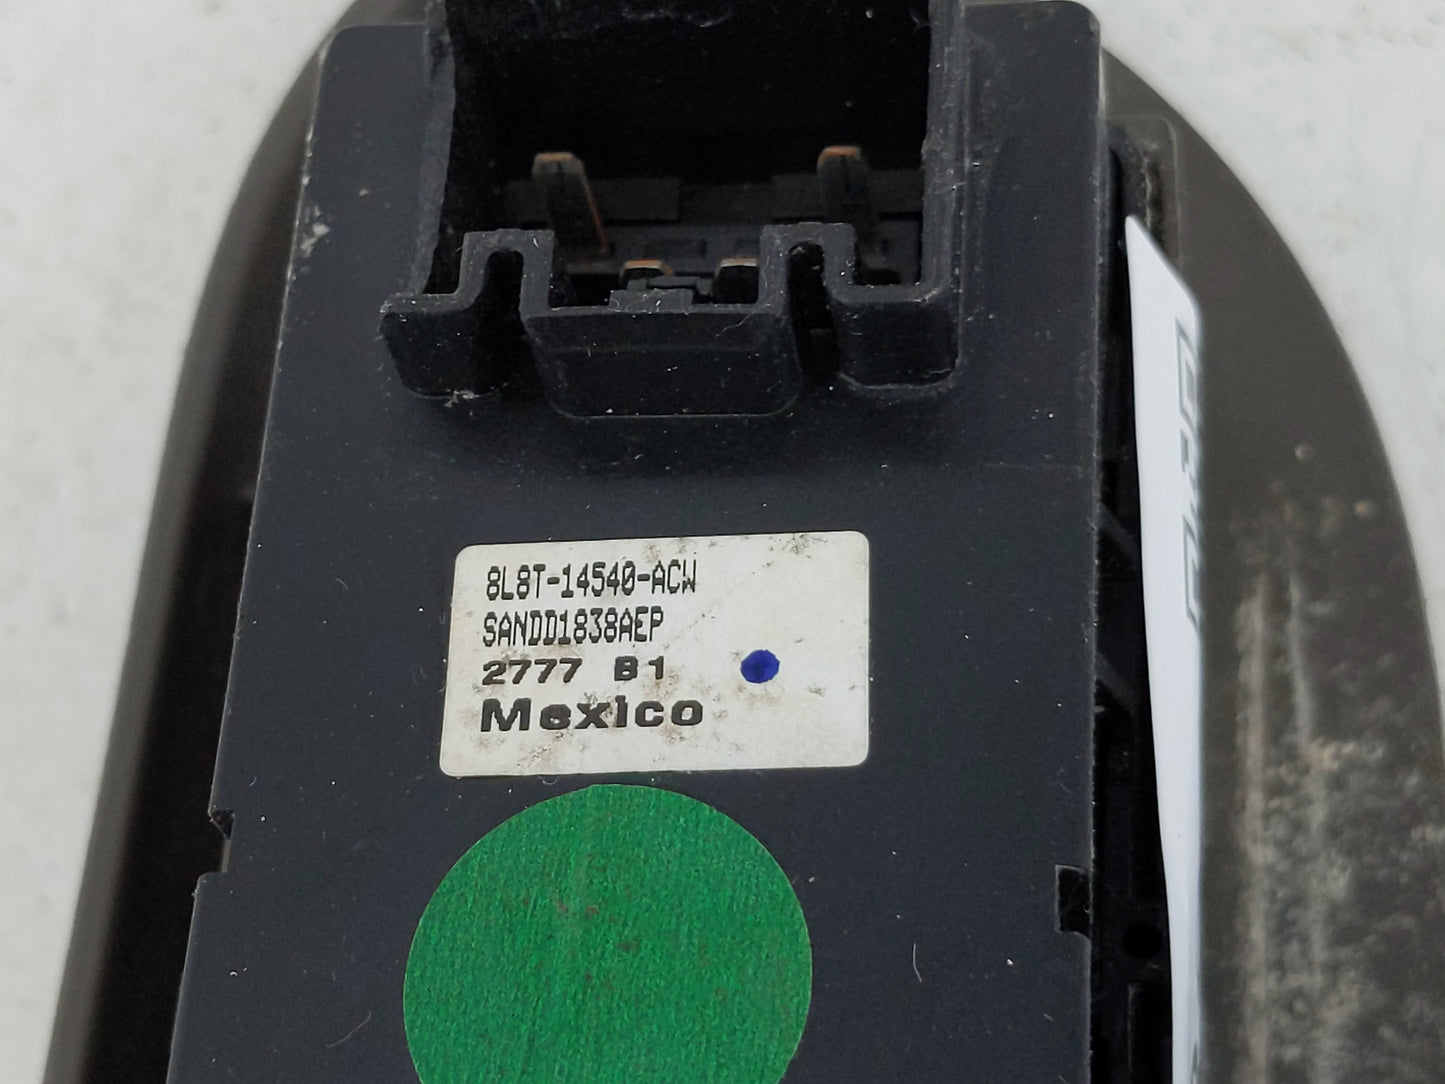 8L8T-14540-ACW
SANDD1838AEP
2777 B1
Mexico